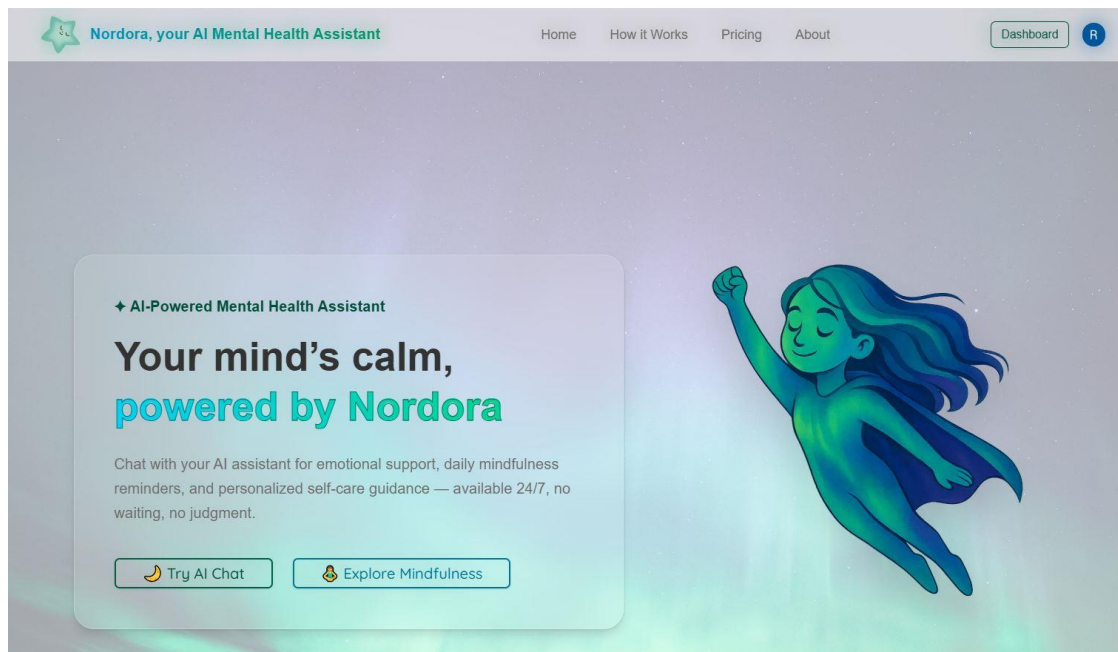 Nordora, your AI Mental Health Assistant
Home How it Works Pricing About
Dashboard R
✦ AI-Powered Mental Health Assistant
Your mind’s calm,
powered by Nordora
Chat with your AI assistant for emotional support, daily mindfulness
reminders, and personalized self-care guidance — available 24/7, no
waiting, no judgment.
🌙 Try AI Chat 🧘 Explore Mindfulness